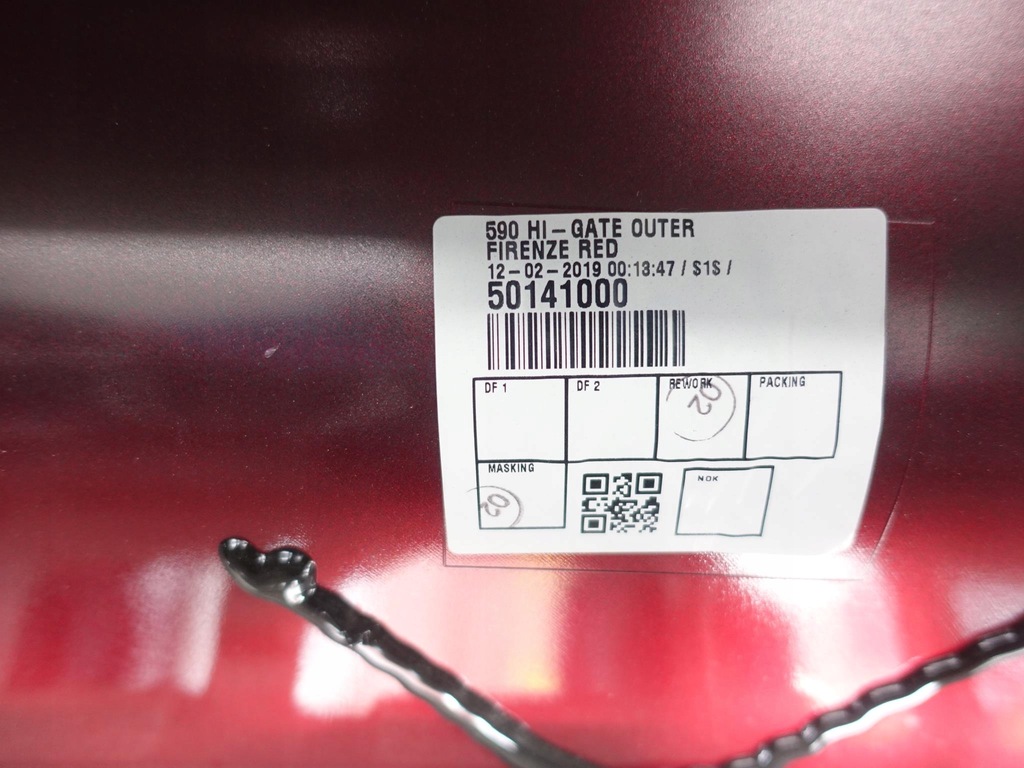 590 HI-GATE OUTER
FIRENZE RED
12-02-2019 00:13:47 / $1$ /
50141000
DF 1 DF 2 REWORK PACKING
02
MASKING NOK
02